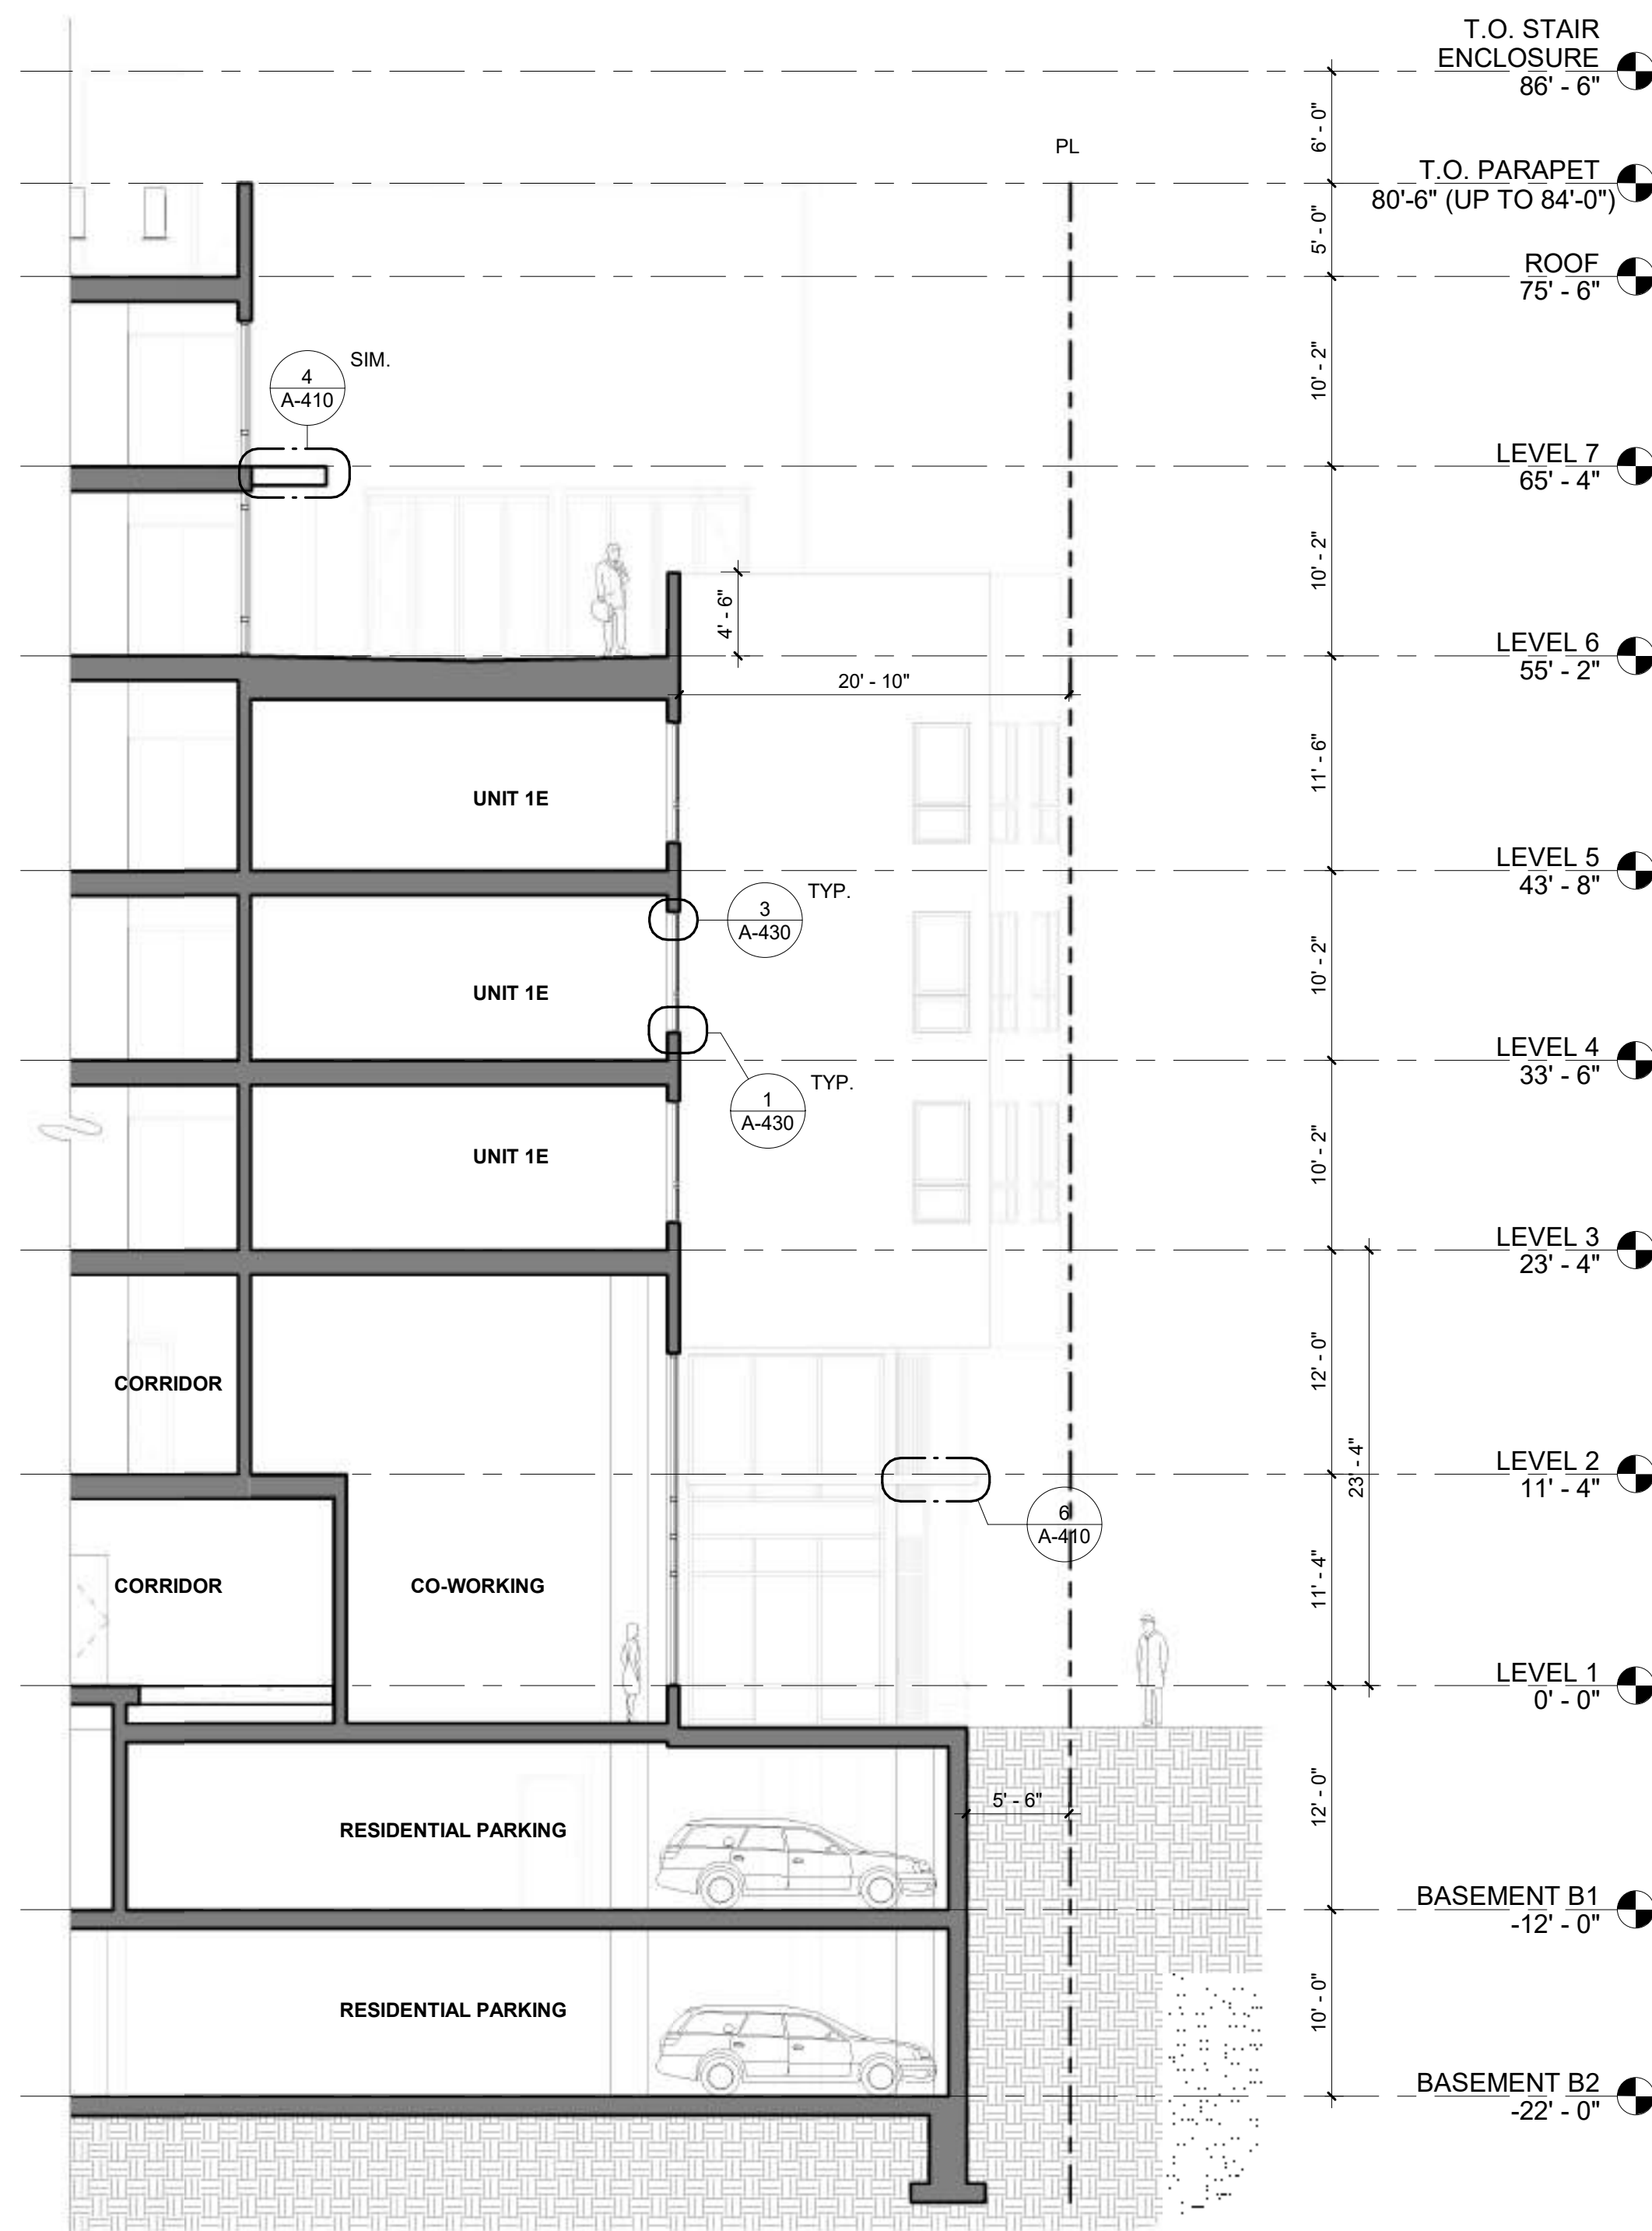 T.O. STAIR
ENCLOSURE
86' - 6"
6' - 0"
PL
T.O. PARAPET
80'-6" (UP TO 84'-0")
5' - 0"
ROOF
75' - 6"
10' - 2"
4
A-410
SIM.
LEVEL 7
65' - 4"
10' - 2"
4' - 6"
LEVEL 6
55' - 2"
20' - 10"
11' - 6"
UNIT 1E
LEVEL 5
43' - 8"
3
A-430
TYP.
10' - 2"
UNIT 1E
LEVEL 4
33' - 6"
1
A-430
TYP.
10' - 2"
UNIT 1E
LEVEL 3
23' - 4"
12' - 0"
CORRIDOR
23' - 4"
LEVEL 2
11' - 4"
6
A-410
11' - 4"
CORRIDOR
CO-WORKING
LEVEL 1
0' - 0"
5' - 6"
12' - 0"
RESIDENTIAL PARKING
BASEMENT B1
-12' - 0"
10' - 0"
RESIDENTIAL PARKING
BASEMENT B2
-22' - 0"